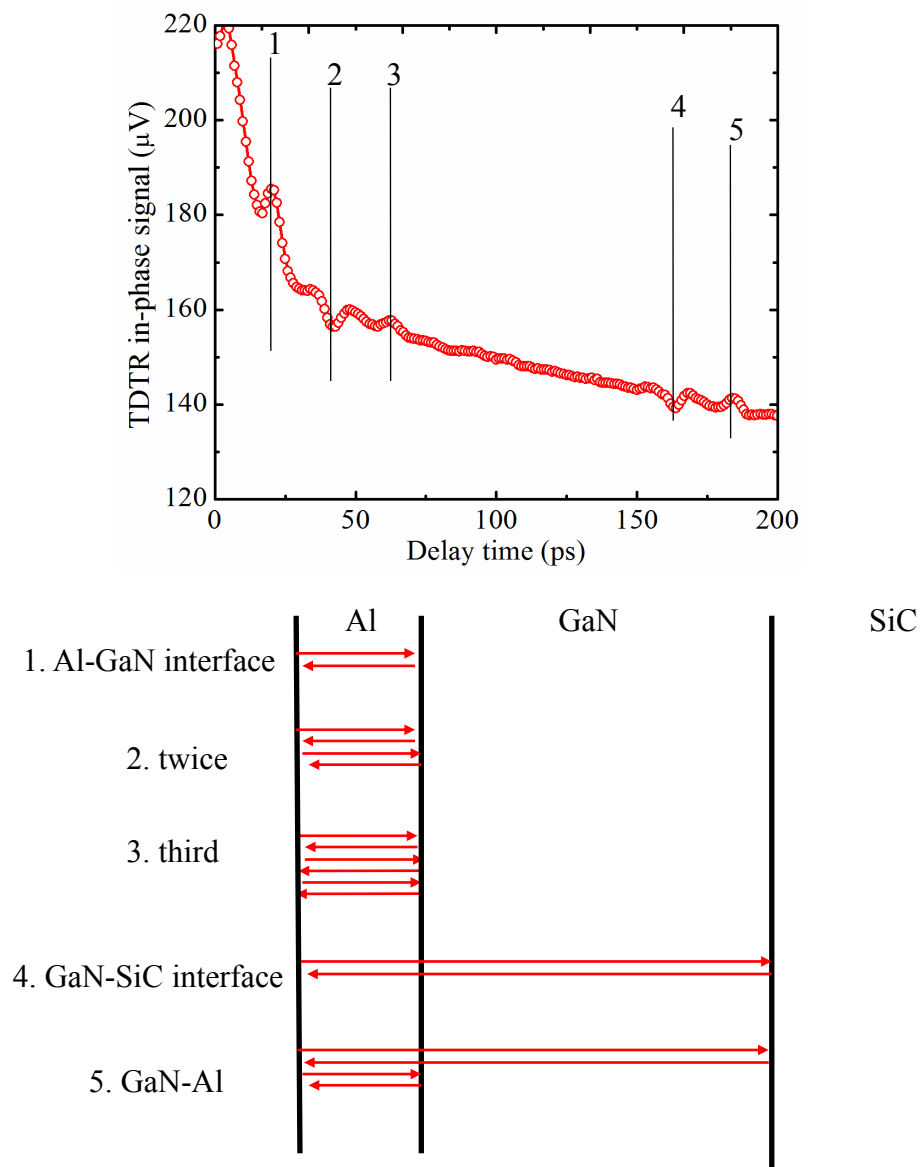 220
200
180
160
140
120
TDTR in-phase signal (µV)
1
2
3
4
5
0
50
100
150
200
Delay time (ps)
Al
GaN
SiC
1. Al-GaN interface
2. twice
3. third
4. GaN-SiC interface
5. GaN-Al